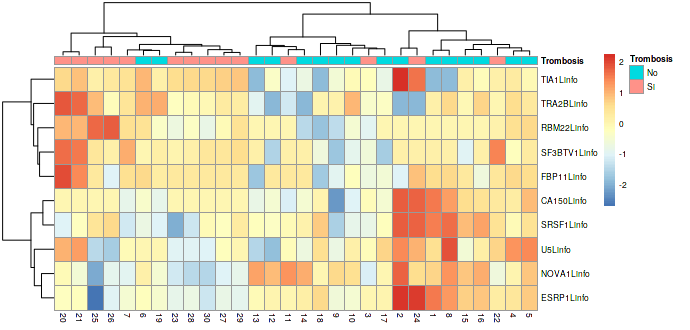 Trombosis
Trombosis
No
SI
TIA1Linfo
TRA2BLinfo
RBM22Linfo
SF3BTV1Linfo
FBP11Linfo
CA150Linfo
SRSF1Linfo
U5Linfo
NOVA1Linfo
ESRP1Linfo
2
1
0
-1
-2
20 21 25 26 7 6 19 23 28 30 27 29 13 12 11 14 18 9 10 3 17 2 24 1 8 15 16 22 4 5